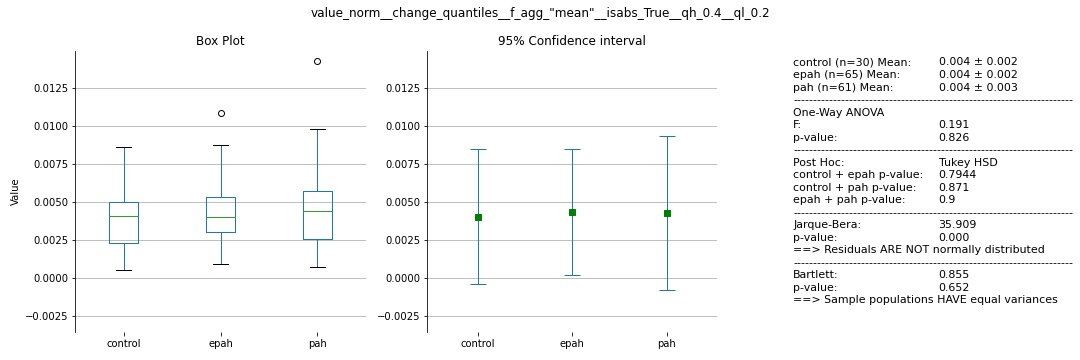 value_norm__change_quantiles__f_agg_"mean"__isabs_True__qh_0.4__ql_0.2
Box Plot
Value
0.0125
0.0100
0.0075
0.0050
0.0025
0.0000
−0.0025
control epah pah
95% Confidence interval
0.0125
0.0100
0.0075
0.0050
0.0025
0.0000
−0.0025
control epah pah
control (n=30) Mean: 0.004 ± 0.002
epah (n=65) Mean: 0.004 ± 0.002
pah (n=61) Mean: 0.004 ± 0.003
One-Way ANOVA
F: 0.191
p-value: 0.826
Post Hoc: Tukey HSD
control + epah p-value: 0.7944
control + pah p-value: 0.871
epah + pah p-value: 0.9
Jarque-Bera: 35.909
p-value: 0.000
==> Residuals ARE NOT normally distributed
Bartlett: 0.855
p-value: 0.652
==> Sample populations HAVE equal variances